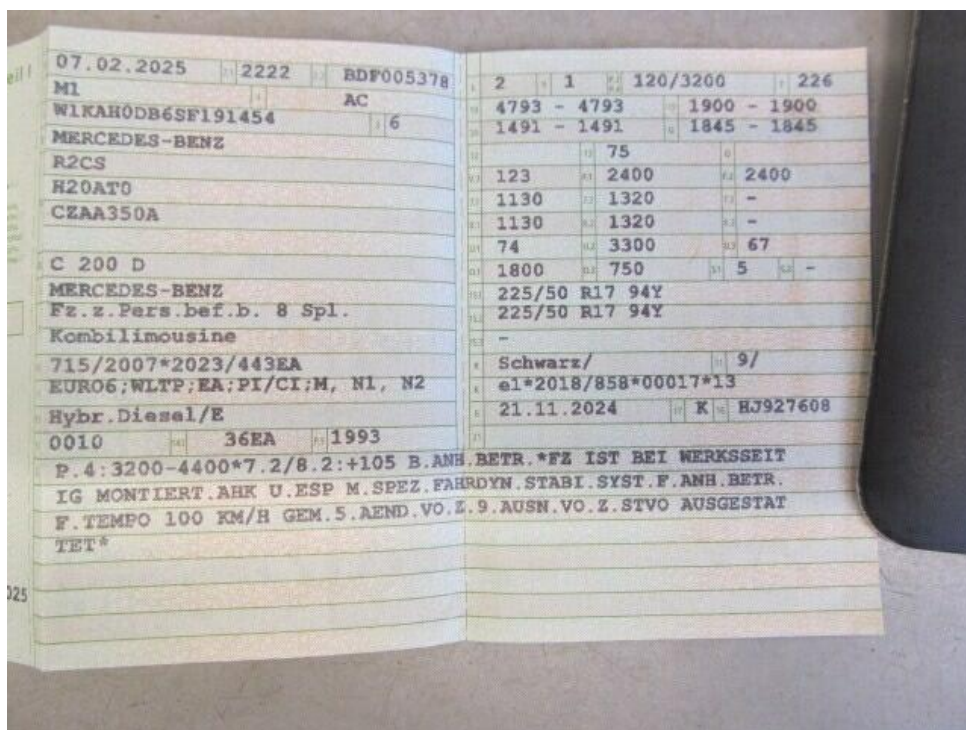 07.02.2025 2222 BDF005378
M1 AC
W1KAH0DB6SF191454 6
MERCEDES-BENZ
R2CS
H20AT0
CZAA350A
C 200 D
MERCEDES-BENZ
Fz.z.Pers.bef.b. 8 Spl.
Kombilimousine
715/2007*2023/443EA
EURO6;WLTP;EA;PI/CI;M, N1, N2
Hybr.Diesel/E
0010 36EA 1993
2 1 120/3200 226
4793 - 4793 1900 - 1900
1491 - 1491 1845 - 1845
75
123 2400 2400
1130 1320 -
1130 1320 -
74 3300 67
1800 750 5 -
225/50 R17 94Y
225/50 R17 94Y
-
Schwarz/ 9/
e1*2018/858*00017*13
21.11.2024 K HJ927608
P.4:3200-4400*7.2/8.2:+105 B.ANH.BETR.*FZ IST BEI WERKSSEIT
IG MONTIERT.AHK U.ESP M.SPEZ.FAHRDYN.STABI.SYST.F.ANH.BETR.
F.TEMPO 100 KM/H GEM.5.AEND.VO.Z.9.AUSN.VO.Z.STVO AUSGESTAT
TET*
025